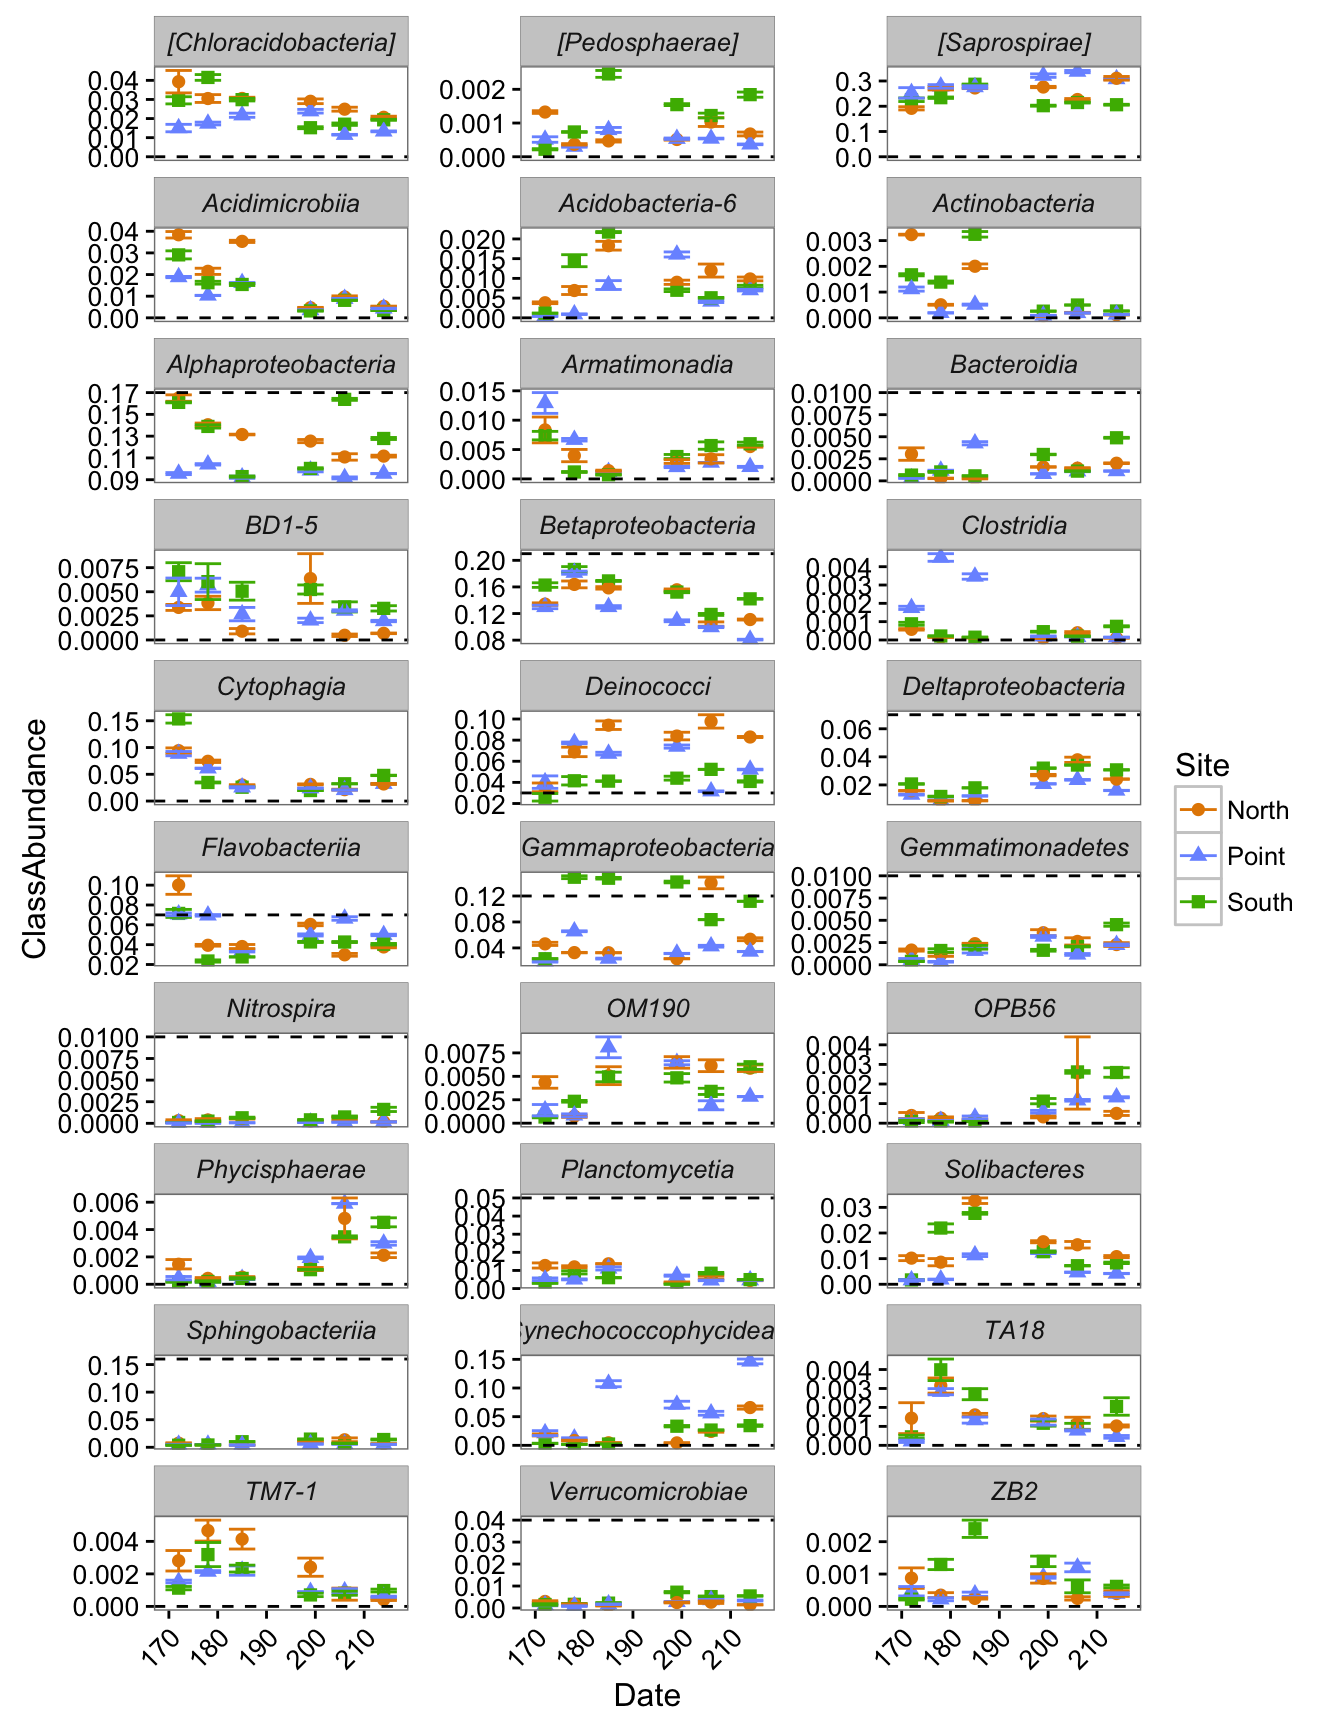 [Chloracidobacteria] [Pedosphaerae] [Saprospirae]
0.04 0.03 0.02 0.01 0.00
0.002 0.001 0.000
0.3 0.2 0.1 0.0
Acidimicrobiia Acidobacteria-6 Actinobacteria
0.04 0.03 0.02 0.01 0.00
0.020 0.015 0.010 0.005 0.000
0.003 0.002 0.001 0.000
Alphaproteobacteria Armatimonadia Bacteroidia
0.17 0.15 0.13 0.11 0.09
0.015 0.010 0.005 0.000
0.0100 0.0075 0.0050 0.0025 0.0000
BD1-5 Betaproteobacteria Clostridia
0.0075 0.0050 0.0025 0.0000
0.20 0.16 0.12 0.08
0.004 0.003 0.002 0.001 0.000
Cytophagia Deinococci Deltaproteobacteria
0.15 0.10 0.05 0.00
0.10 0.08 0.06 0.04 0.02
0.06 0.04 0.02
Flavobacteriia Gammaproteobacteria Gemmatimonadetes
0.10 0.08 0.06 0.04 0.02
0.12 0.08 0.04
0.0100 0.0075 0.0050 0.0025 0.0000
Nitrospira OM190 OPB56
0.0100 0.0075 0.0050 0.0025 0.0000
0.0075 0.0050 0.0025 0.0000
0.004 0.003 0.002 0.001 0.000
Phycisphaerae Planctomycetia Solibacteres
0.006 0.004 0.002 0.000
0.05 0.04 0.03 0.02 0.01 0.00
0.03 0.02 0.01 0.00
Sphingobacteriia ynechococcophycidea TA18
0.15 0.10 0.05 0.00
0.15 0.10 0.05 0.00
0.004 0.003 0.002 0.001 0.000
TM7-1 Verrucomicrobiae ZB2
0.004 0.002 0.000
0.04 0.03 0.02 0.01 0.00
0.002 0.001 0.000
170 180 190 200 210
170 180 190 200 210
170 180 190 200 210
Date
ClassAbundance
Site
North
Point
South